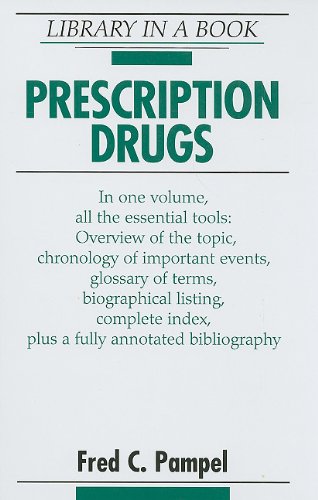 LIBRARY IN A BOOK
PRESCRIPTION
DRUGS
In one volume,
all the essential tools:
Overview of the topic,
chronology of important events,
glossary of terms,
biographical listing,
complete index,
plus a fully annotated bibliography
Fred C. Pampel